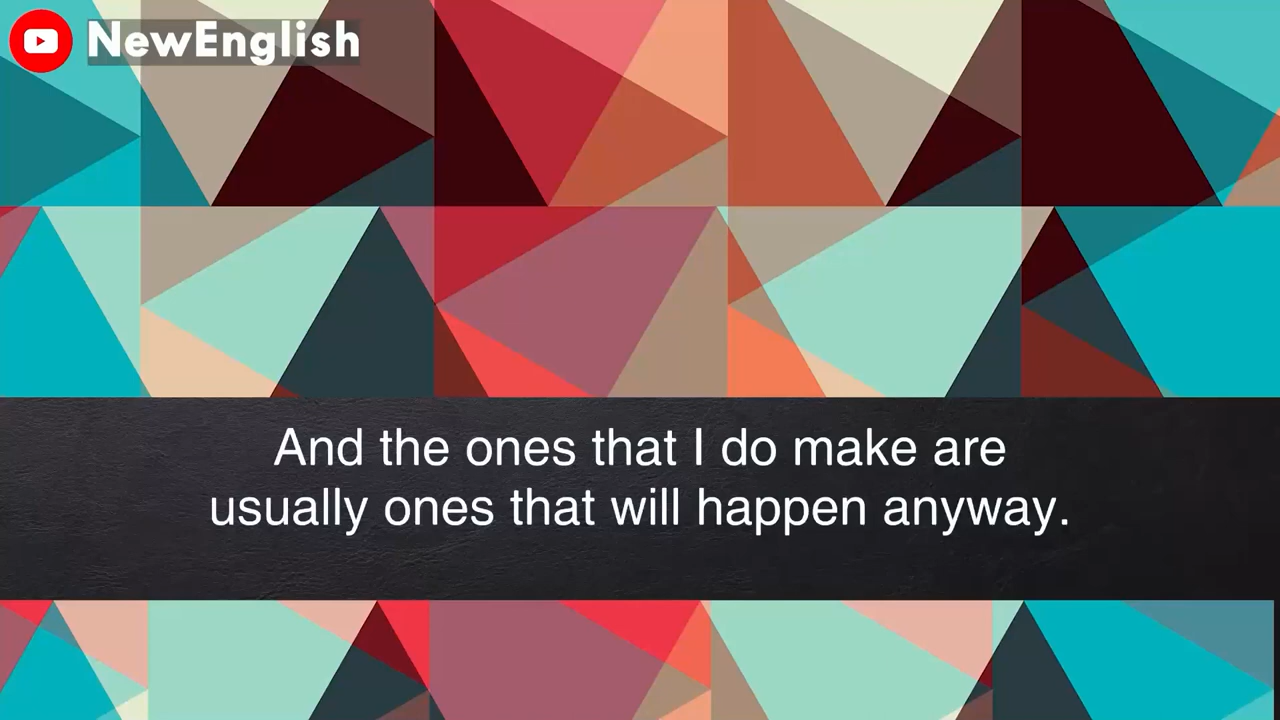 NewEnglish
And the ones that I do make are
usually ones that will happen anyway.